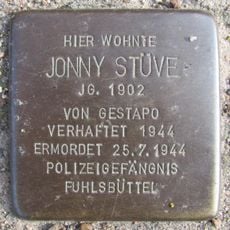 HIER WOHNTE
JONNY STÜVE
JG. 1902
VON GESTAPO
VERHAFTET 1944
ERMORDET 25.7.1944
POLIZEIGEFÄNGNIS
FUHLSBÜTTEL